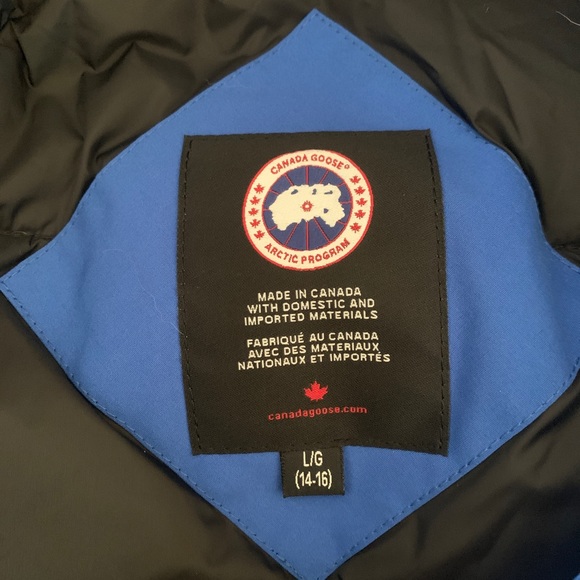 CANADA GOOSE®
ARCTIC PROGRAM
MADE IN CANADA
WITH DOMESTIC AND
IMPORTED MATERIALS
FABRIQUÉ AU CANADA
AVEC DES MATERIAUX
NATIONAUX ET IMPORTÉS
canadagoose.com
L/G
(14-16)